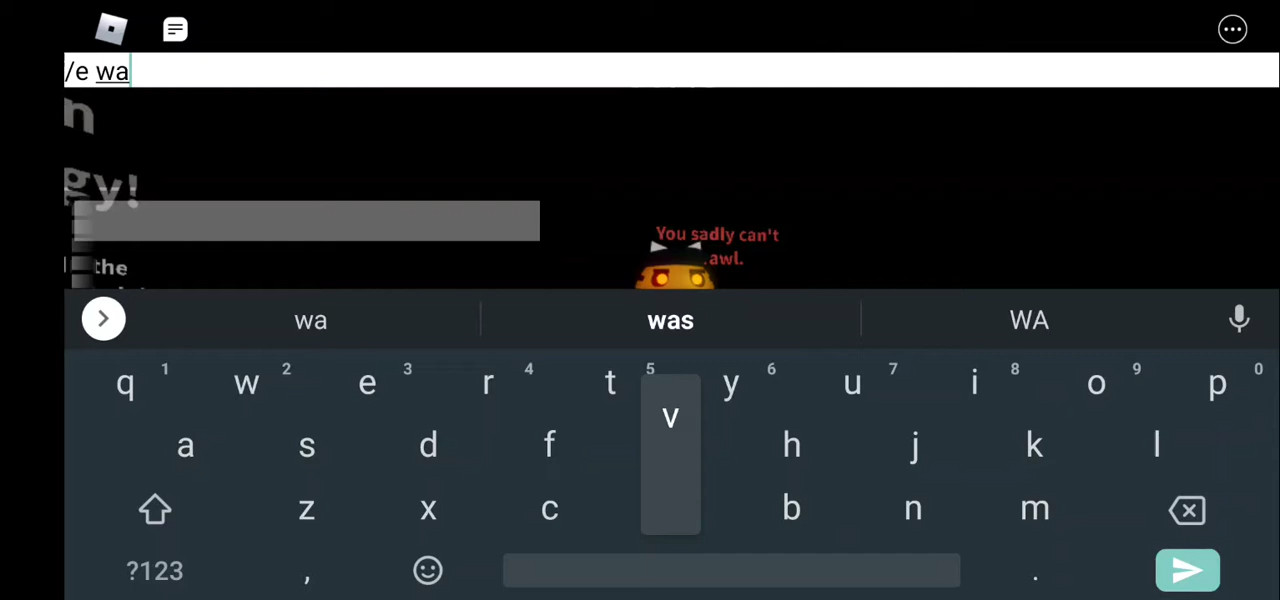 /e wa
n
gy!
You sadly can't
awl.
the
wa was WA
q 1 w 2 e 3 r 4 t 5 y 6 u 7 i 8 o 9 p 0
v
a s d f h j k l
z x c b n m
?123 , .